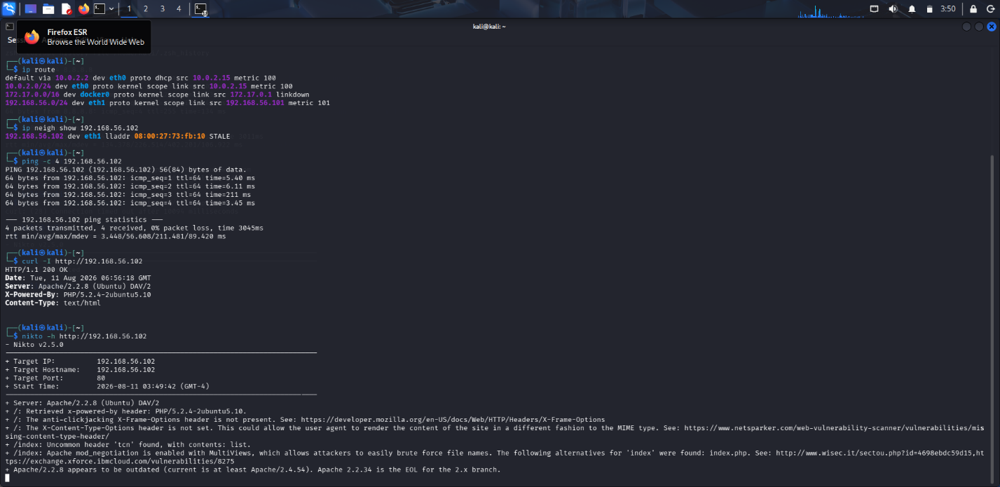 1 2 3 4 3:50
kali@kali: ~
Firefox ESR
Browse the World Wide Web
(kali㉿kali)-[~]
$ ip route
default via 10.0.2.2 dev eth0 proto dhcp src 10.0.2.15 metric 100
10.0.2.0/24 dev eth0 proto kernel scope link src 10.0.2.15 metric 100
172.17.0.0/16 dev docker0 proto kernel scope link src 172.17.0.1 linkdown
192.168.56.0/24 dev eth1 proto kernel scope link src 192.168.56.101 metric 101
(kali㉿kali)-[~]
$ ip neigh show 192.168.56.102
192.168.56.102 dev eth1 lladdr 08:00:27:73:fb:10 STALE
(kali㉿kali)-[~]
$ ping -c 4 192.168.56.102
PING 192.168.56.102 (192.168.56.102) 56(84) bytes of data.
64 bytes from 192.168.56.102: icmp_seq=1 ttl=64 time=5.40 ms
64 bytes from 192.168.56.102: icmp_seq=2 ttl=64 time=6.11 ms
64 bytes from 192.168.56.102: icmp_seq=3 ttl=64 time=211 ms
64 bytes from 192.168.56.102: icmp_seq=4 ttl=64 time=3.45 ms
--- 192.168.56.102 ping statistics ---
4 packets transmitted, 4 received, 0% packet loss, time 3045ms
rtt min/avg/max/mdev = 3.448/56.608/211.481/89.420 ms
(kali㉿kali)-[~]
$ curl -I http://192.168.56.102
HTTP/1.1 200 OK
Date: Tue, 11 Aug 2026 06:56:18 GMT
Server: Apache/2.2.8 (Ubuntu) DAV/2
X-Powered-By: PHP/5.2.4-2ubuntu5.10
Content-Type: text/html
(kali㉿kali)-[~]
$ nikto -h http://192.168.56.102
- Nikto v2.5.0
+ Target IP: 192.168.56.102
+ Target Hostname: 192.168.56.102
+ Target Port: 80
+ Start Time: 2026-08-11 03:49:42 (GMT-4)
+ Server: Apache/2.2.8 (Ubuntu) DAV/2
+ /: Retrieved x-powered-by header: PHP/5.2.4-2ubuntu5.10.
+ /: The anti-clickjacking X-Frame-Options header is not present. See: https://developer.mozilla.org/en-US/docs/Web/HTTP/Headers/X-Frame-Options
+ /: The X-Content-Type-Options header is not set. This could allow the user agent to render the content of the site in a different fashion to the MIME type. See: https://www.netsparker.com/web-vulnerability-scanner/vulnerabilities/mis
sing-content-type-header/
+ /index: Uncommon header 'tcn' found, with contents: list.
+ /index: Apache mod_negotiation is enabled with MultiViews, which allows attackers to easily brute force file names. The following alternatives for 'index' were found: index.php. See: http://www.wisec.it/sectou.php?id=4698ebdc59d15,ht
tps://exchange.xforce.ibmcloud.com/vulnerabilities/8275
+ Apache/2.2.8 appears to be outdated (current is at least Apache/2.4.54). Apache 2.2.34 is the EOL for the 2.x branch.